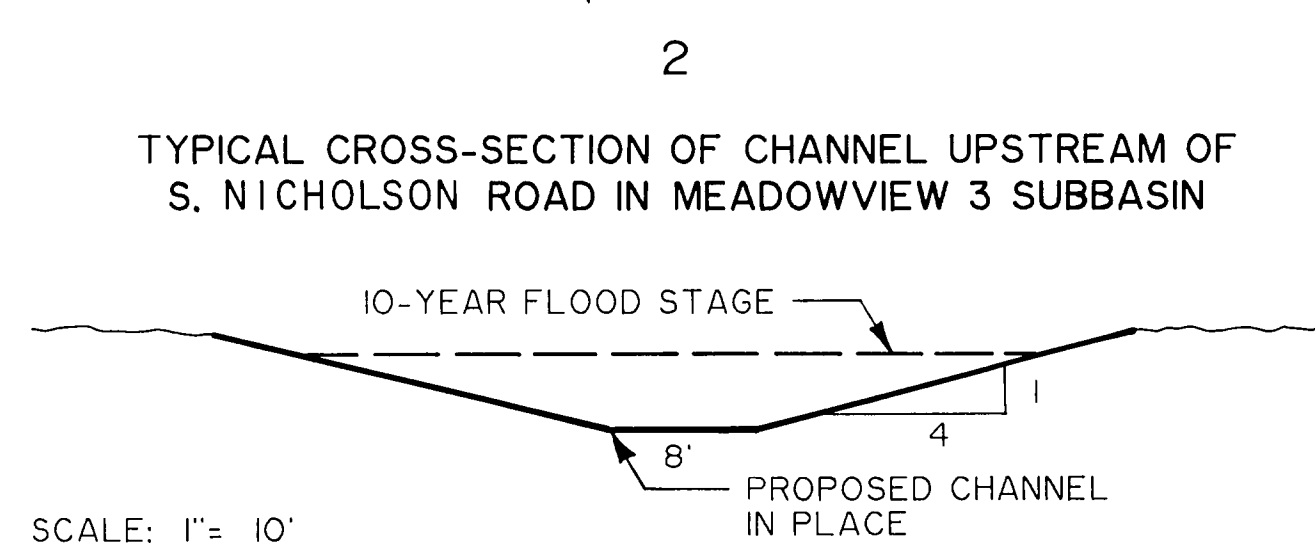 2
TYPICAL CROSS-SECTION OF CHANNEL UPSTREAM OF
S. NICHOLSON ROAD IN MEADOWVIEW 3 SUBBASIN
10-YEAR FLOOD STAGE
1
4
8'
PROPOSED CHANNEL
IN PLACE
SCALE: 1"= 10'